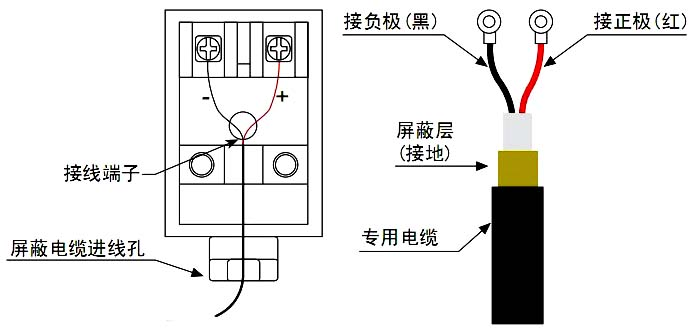 接负极(黑)
接正极(红)
-
+
屏蔽层
(接地)
接线端子
专用电缆
屏蔽电缆进线孔